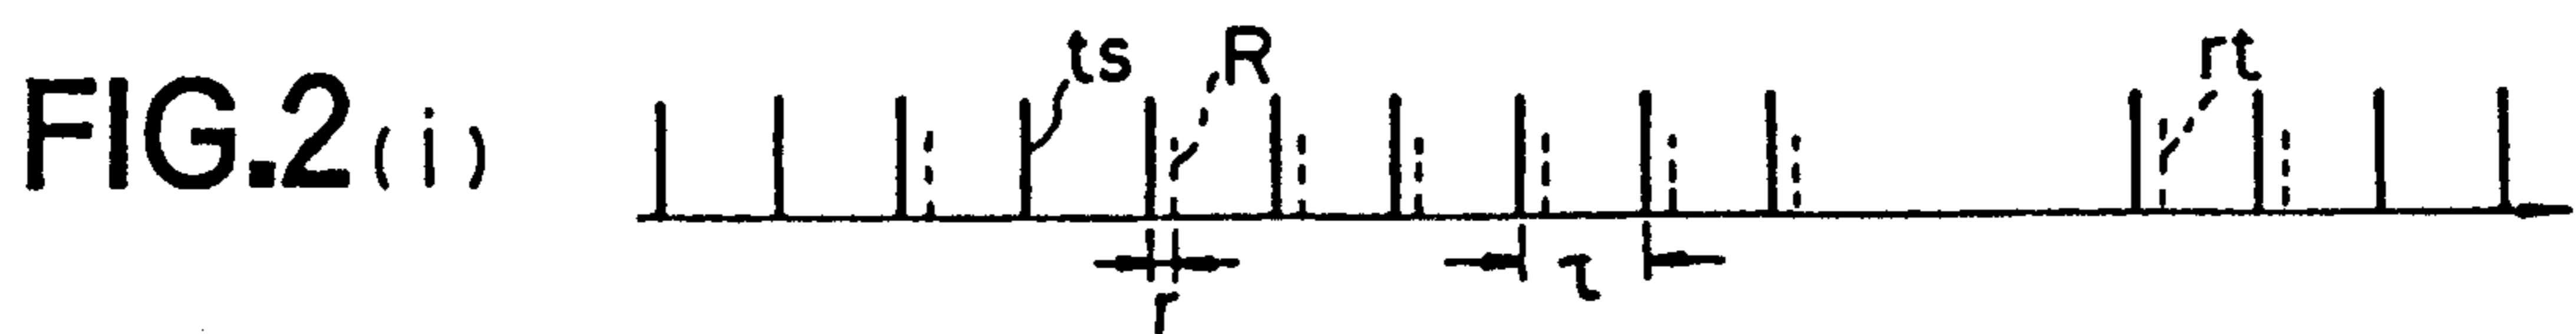 FIG.2(i)
ts
R
rt
r
τ